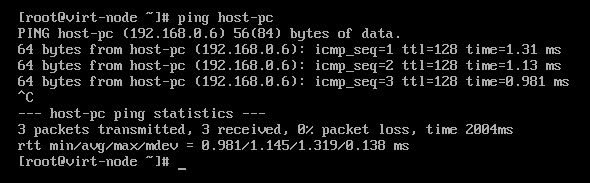 [root@virt-node ]# ping host-pc
PING host-pc (192.168.0.6) 56(84) bytes of data.
64 bytes from host-pc (192.168.0.6): icmp_seq=1 ttl=128 time=1.31 ms
64 bytes from host-pc (192.168.0.6): icmp_seq=2 ttl=128 time=1.13 ms
64 bytes from host-pc (192.168.0.6): icmp_seq=3 ttl=128 time=0.981 ms
^C
--- host-pc ping statistics ---
3 packets transmitted, 3 received, 0% packet loss, time 2004ms
rtt min/avg/max/mdev = 0.981/1.145/1.319/0.138 ms
[root@virt-node ]# _